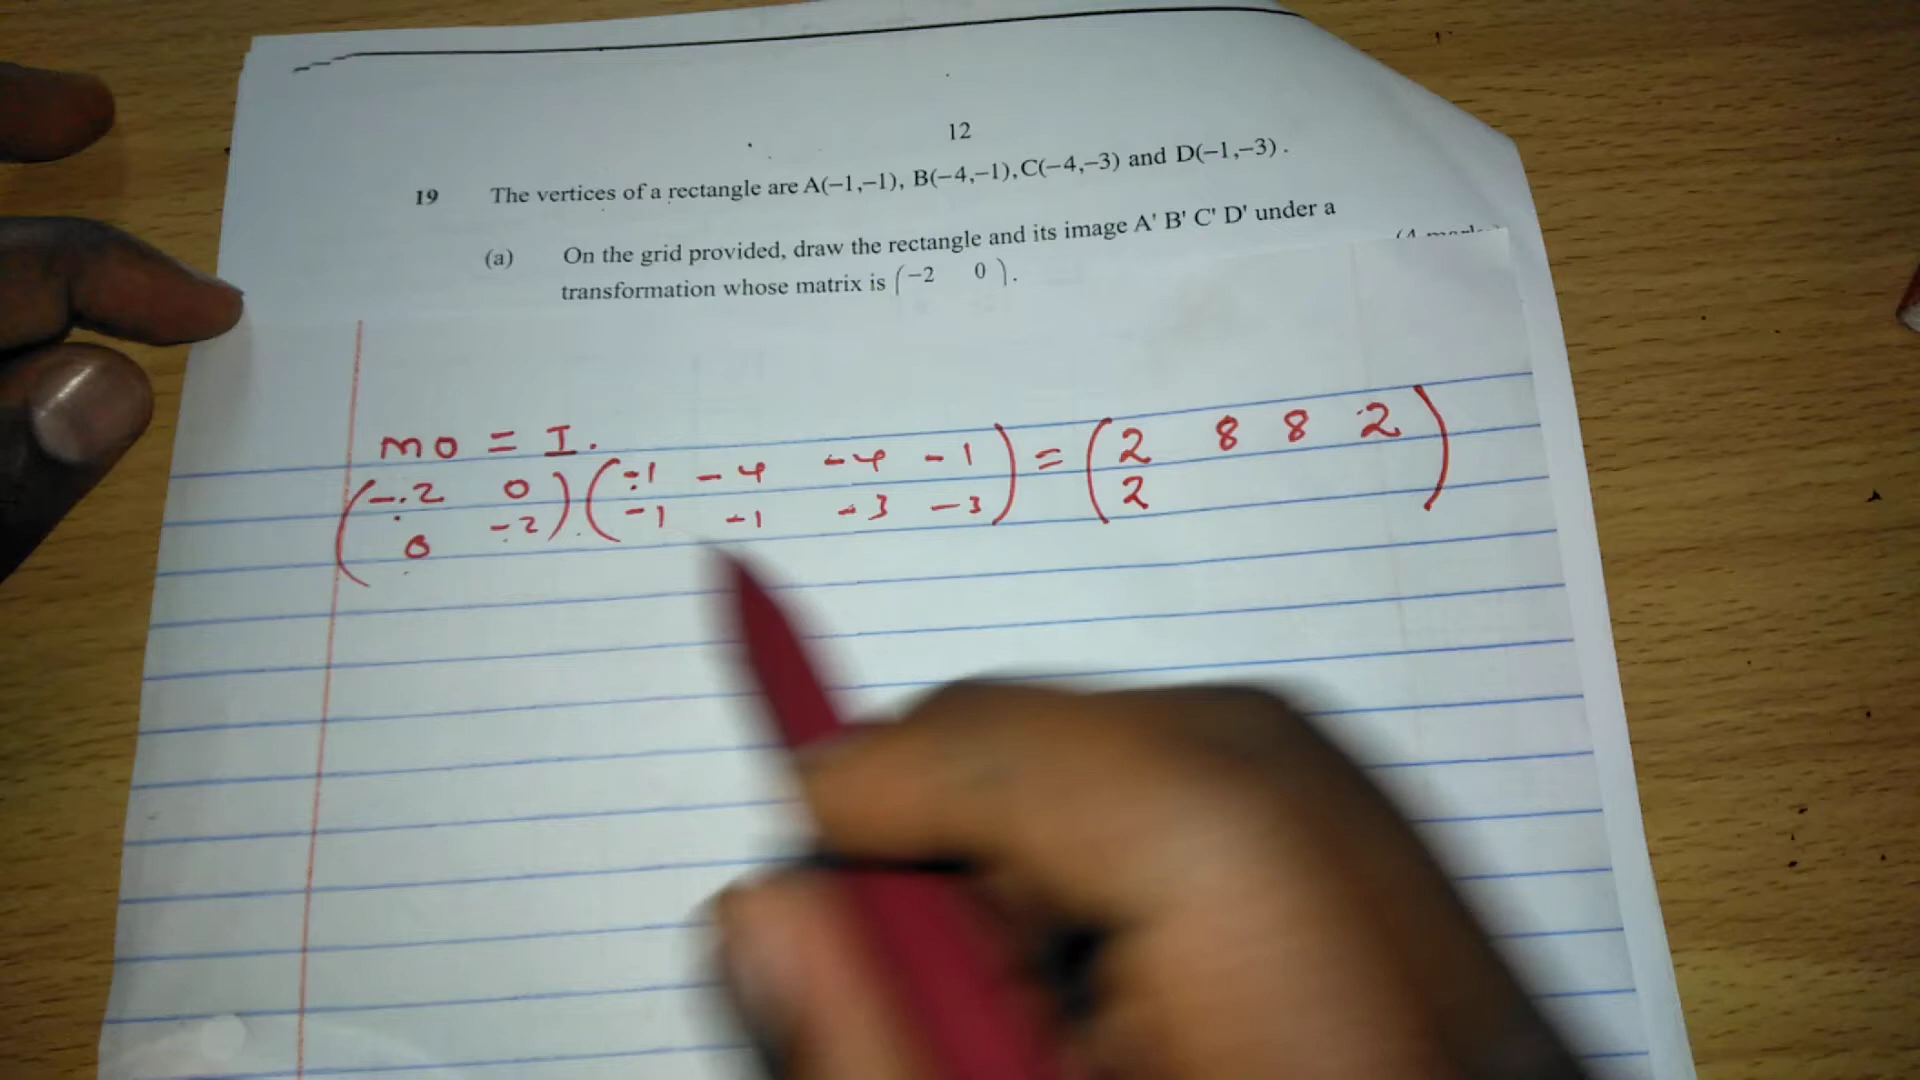 12
19 The vertices of a rectangle are A(−1,−1), B(−4,−1),C(−4,−3) and D(−1,−3).
(a) On the grid provided, draw the rectangle and its image A' B' C' D' under a
transformation whose matrix is (−2 0).
mo = I.
(-2 0) (-1 -4 -4 -1) = (2 8 8 2)
0 -2 -1 -1 -3 -3 2